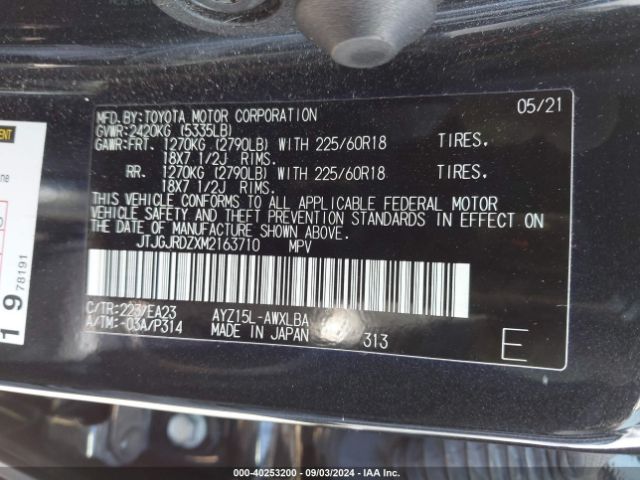 MFD.BY:TOYOTA MOTOR CORPORATION 05/21
GVWR:2420KG (5335LB)
GAWR:FRT. 1270KG (2790LB) WITH 225/60R18 TIRES,
18X7 1/2J RIMS.
RR. 1270KG (2790LB) WITH 225/60R18 TIRES,
18X7 1/2J RIMS.
THIS VEHICLE CONFORMS TO ALL APPLICABLE FEDERAL MOTOR
VEHICLE SAFETY AND THEFT PREVENTION STANDARDS IN EFFECT ON
THE DATE OF MANUFACTURE SHOWN ABOVE.
JTJGJRDZXM2163710 MPV
C/TR:223/EA23 AYZ15L-AWXLBA
A/TM:-03A/P314 MADE IN JAPAN 313
E
19 78191
000-40253200 - 09/03/2024 - IAA Inc.